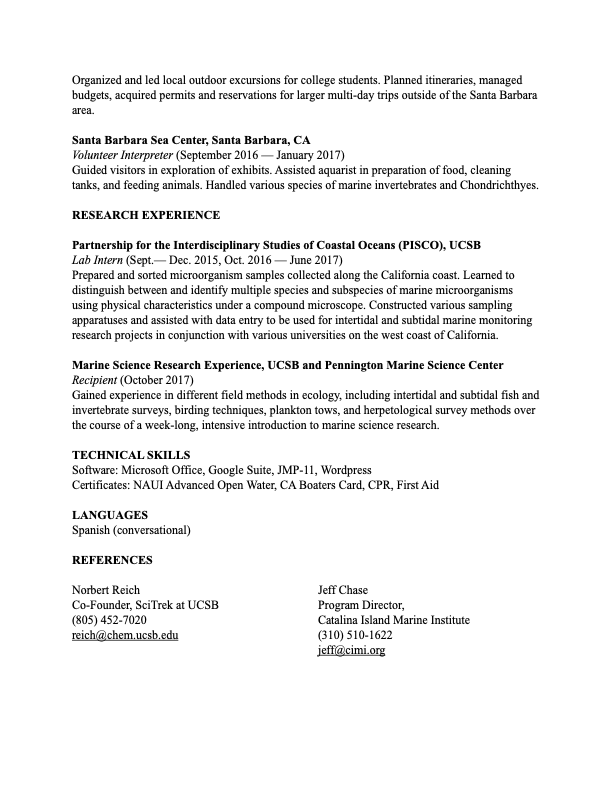 Organized and led local outdoor excursions for college students. Planned itineraries, managed
budgets, acquired permits and reservations for larger multi-day trips outside of the Santa Barbara
area.
Santa Barbara Sea Center, Santa Barbara, CA
Volunteer Interpreter (September 2016 — January 2017)
Guided visitors in exploration of exhibits. Assisted aquarist in preparation of food, cleaning
tanks, and feeding animals. Handled various species of marine invertebrates and Chondrichthyes.
RESEARCH EXPERIENCE
Partnership for the Interdisciplinary Studies of Coastal Oceans (PISCO), UCSB
Lab Intern (Sept.— Dec. 2015, Oct. 2016 — June 2017)
Prepared and sorted microorganism samples collected along the California coast. Learned to
distinguish between and identify multiple species and subspecies of marine microorganisms
using physical characteristics under a compound microscope. Constructed various sampling
apparatuses and assisted with data entry to be used for intertidal and subtidal marine monitoring
research projects in conjunction with various universities on the west coast of California.
Marine Science Research Experience, UCSB and Pennington Marine Science Center
Recipient (October 2017)
Gained experience in different field methods in ecology, including intertidal and subtidal fish and
invertebrate surveys, birding techniques, plankton tows, and herpetological survey methods over
the course of a week-long, intensive introduction to marine science research.
TECHNICAL SKILLS
Software: Microsoft Office, Google Suite, JMP-11, Wordpress
Certificates: NAUI Advanced Open Water, CA Boaters Card, CPR, First Aid
LANGUAGES
Spanish (conversational)
REFERENCES
Norbert Reich
Co-Founder, SciTrek at UCSB
(805) 452-7020
reich@chem.ucsb.edu
Jeff Chase
Program Director,
Catalina Island Marine Institute
(310) 510-1622
jeff@cimi.org